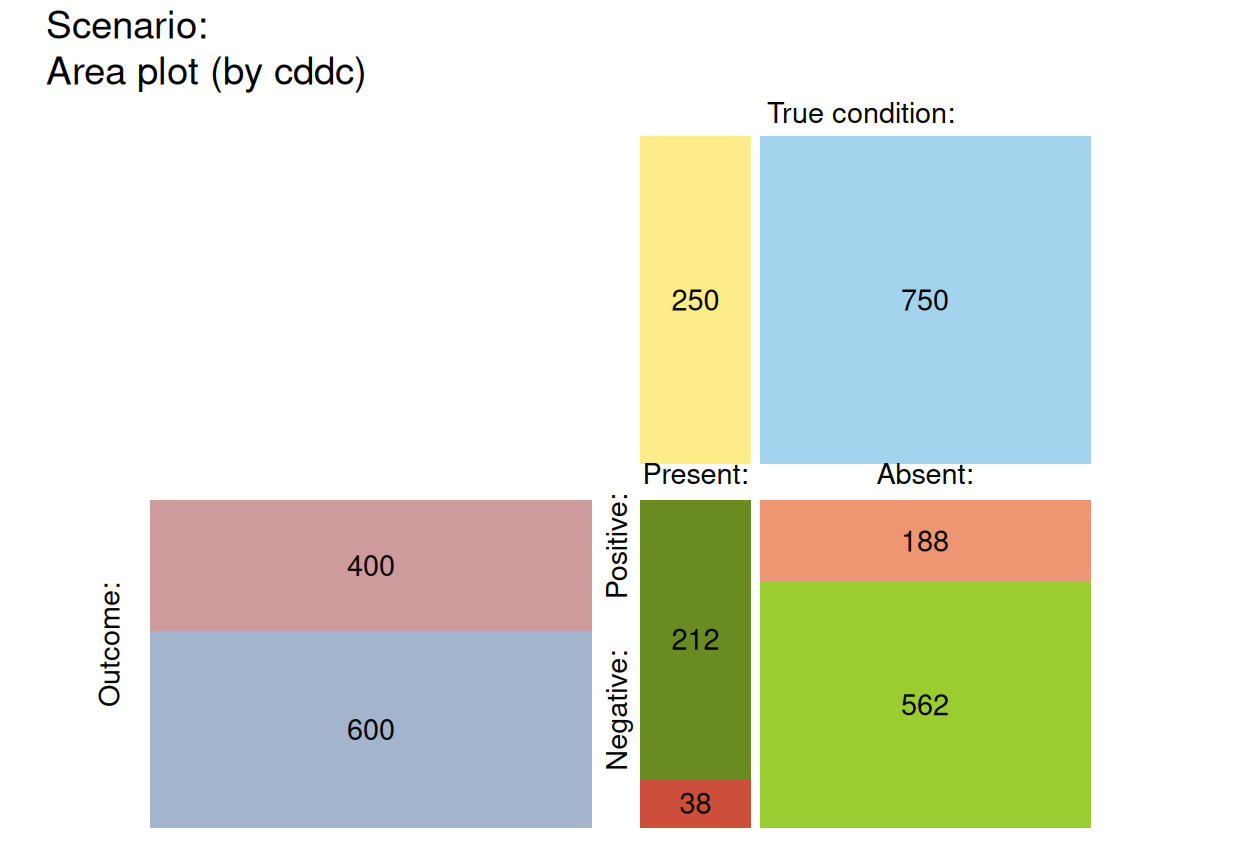 Scenario:
Area plot (by cddc)
True condition:
250
750
Present:
Absent:
Outcome:
400
600
Positive:
Negative:
212
188
562
38